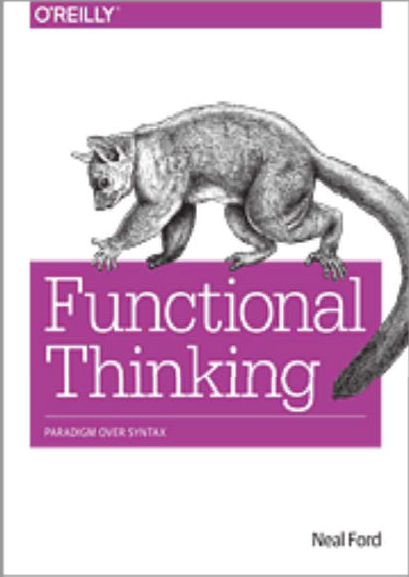 O'REILLY®
Functional
Thinking
PARADIGM OVER SYNTAX
Neal Ford